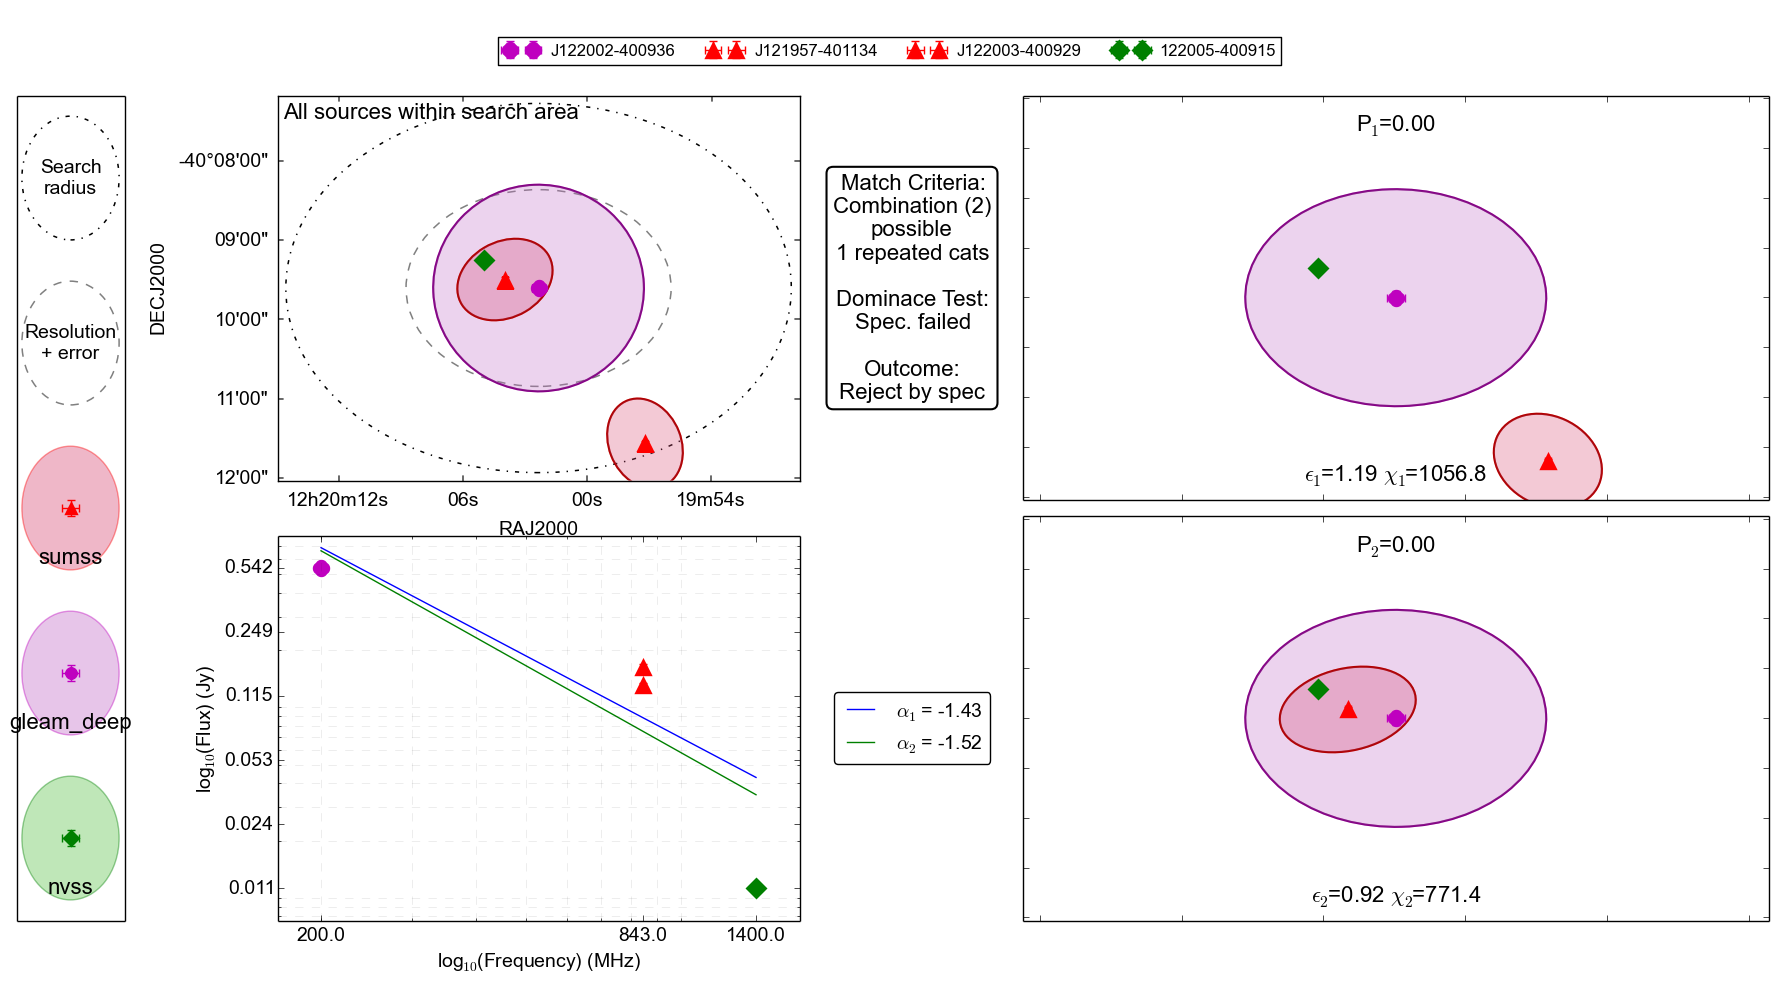 J122002-400936
J121957-401134
J122003-400929
122005-400915
Search
radius
Resolution
+ error
sumss
gleam_deep
nvss
All sources within search area
DECJ2000
-40°08'00"
09'00"
10'00"
11'00"
12'00"
12h20m12s
06s
00s
19m54s
RAJ2000
Match Criteria:
Combination (2)
possible
1 repeated cats
Dominace Test:
Spec. failed
Outcome:
Reject by spec
P₁=0.00
ϵ₁=1.19 χ₁=1056.8
log₁₀(Flux) (Jy)
0.542
0.249
0.115
0.053
0.024
0.011
200.0
843.0
1400.0
log₁₀(Frequency) (MHz)
α₁ = -1.43
α₂ = -1.52
P₂=0.00
ϵ₂=0.92 χ₂=771.4